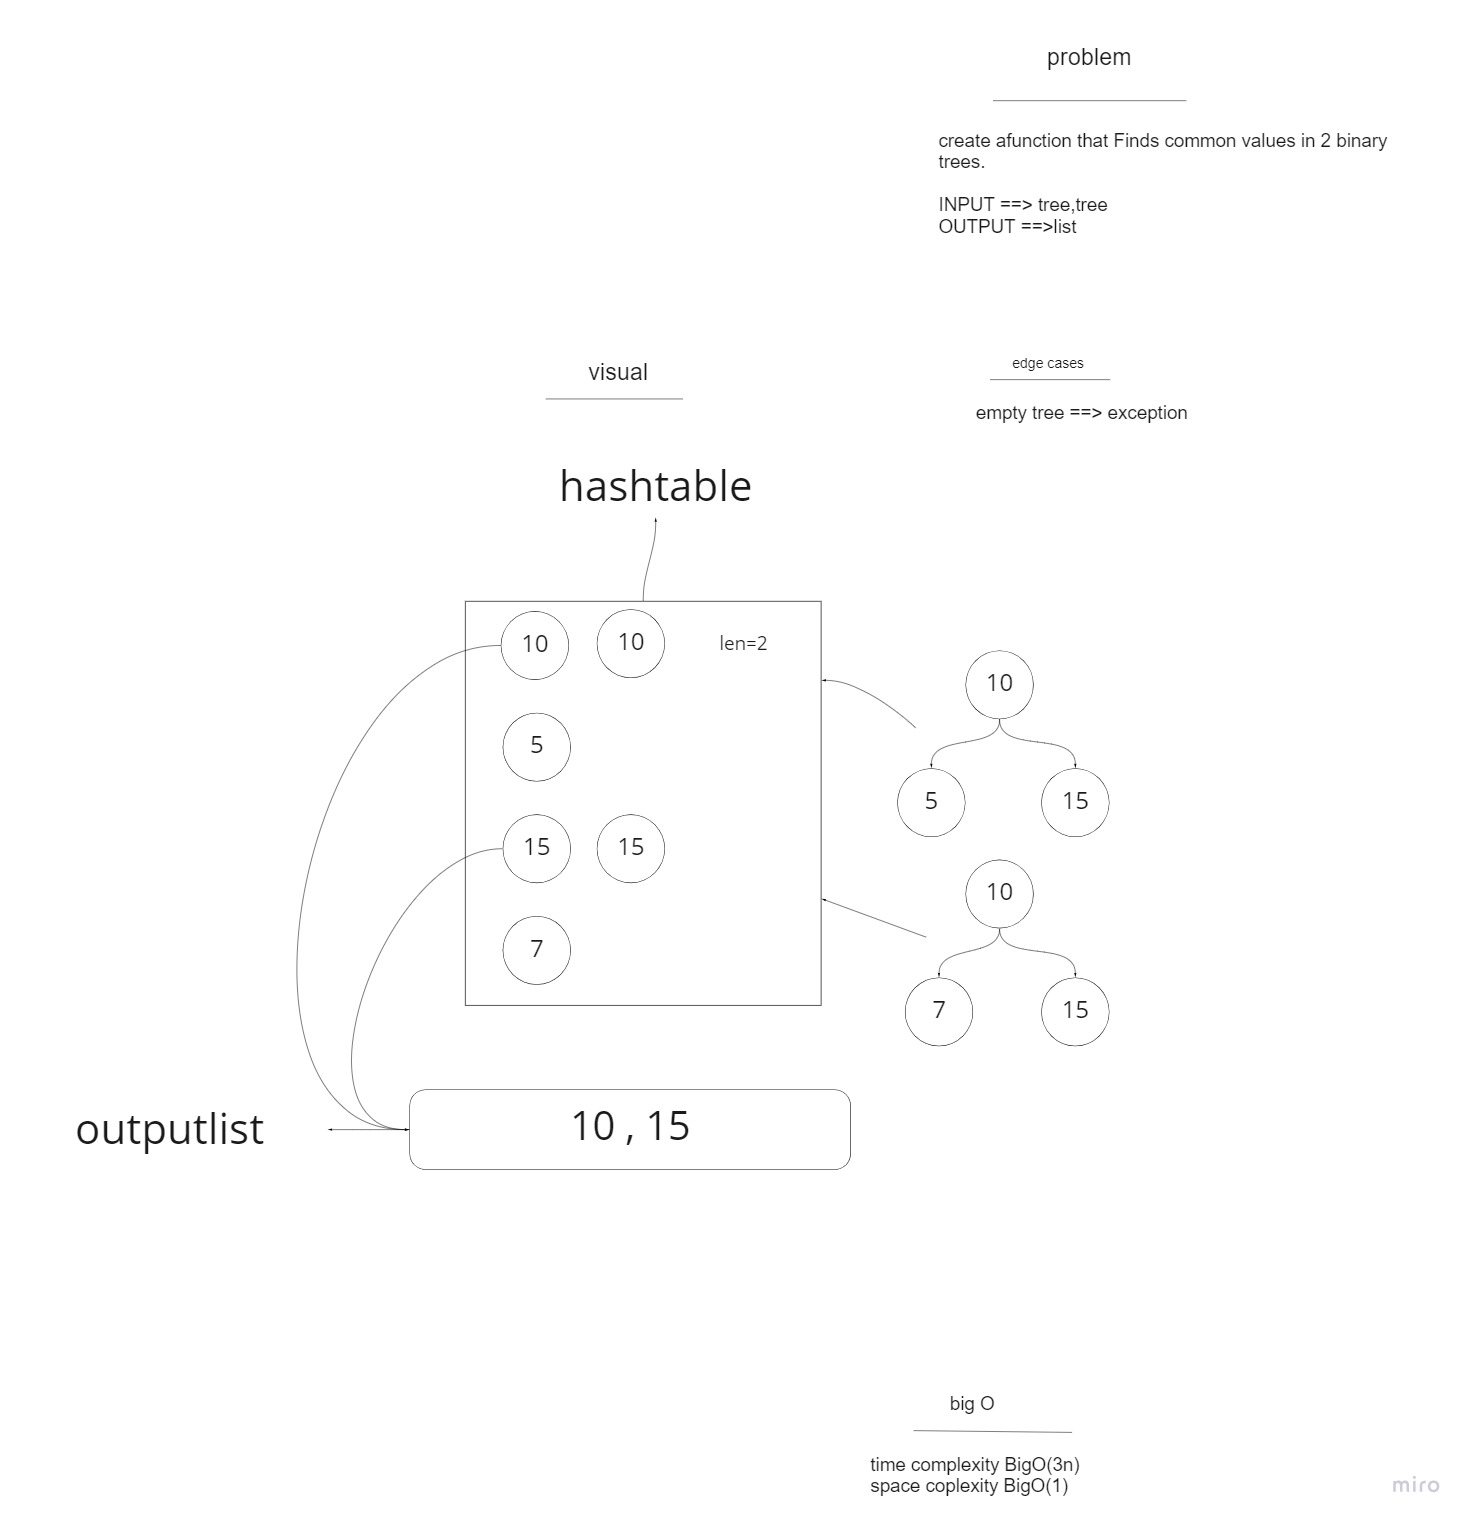 problem
create afunction that Finds common values in 2 binary
trees.
INPUT ==> tree,tree
OUTPUT ==>list
visual
edge cases
empty tree ==> exception
hashtable
10
10
len=2
5
15
15
7
10
5
15
10
7
15
outputlist
10 , 15
big O
time complexity BigO(3n)
space coplexity BigO(1)
miro